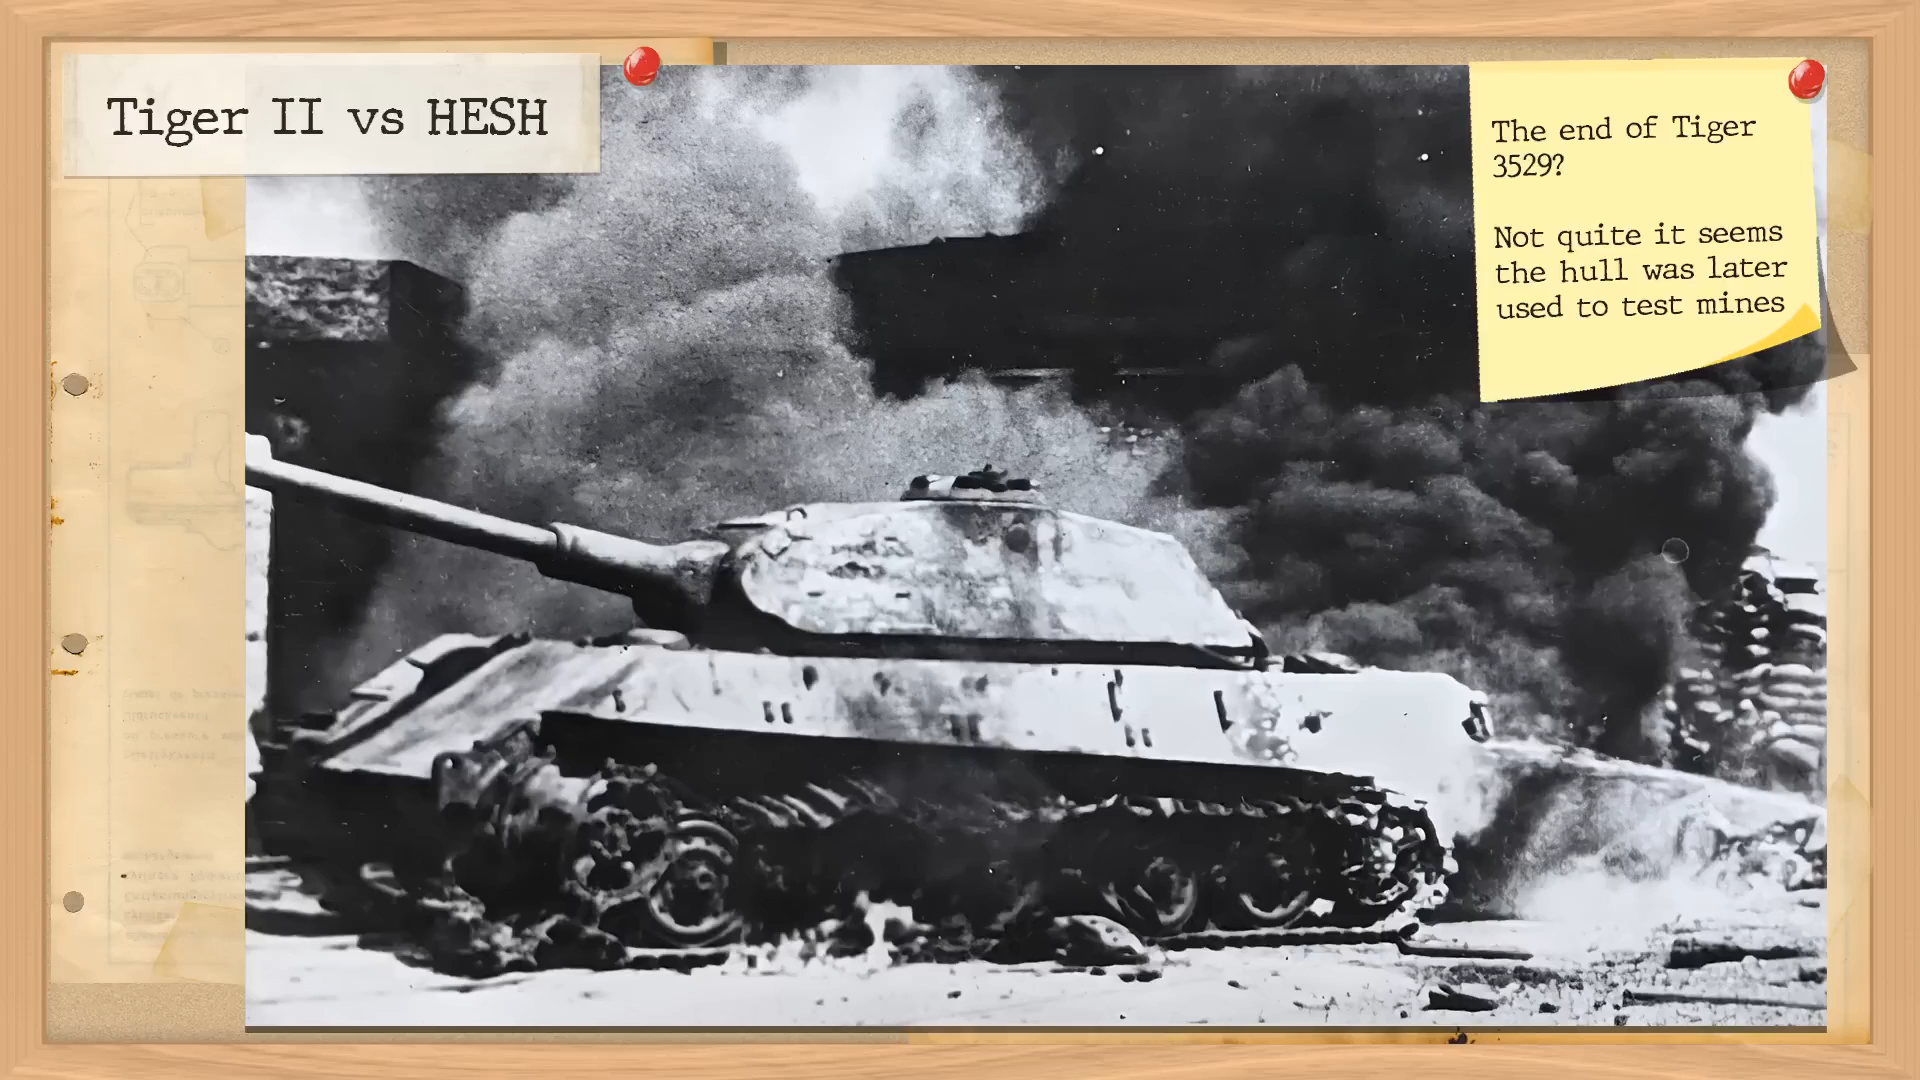 Tiger II vs HESH
The end of Tiger
3529?
Not quite it seems
the hull was later
used to test mines